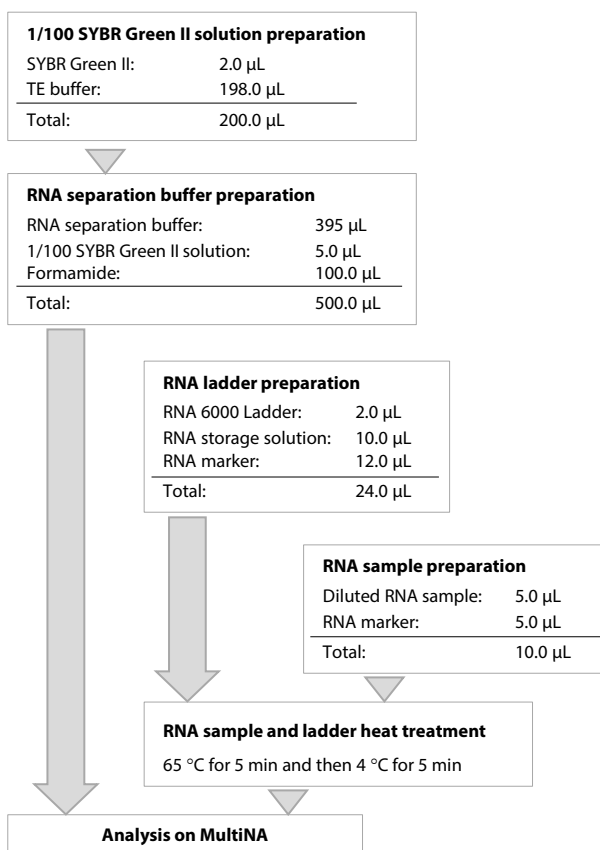 1/100 SYBR Green II solution preparation
SYBR Green II: 2.0 µL
TE buffer: 198.0 µL
Total: 200.0 µL
RNA separation buffer preparation
RNA separation buffer: 395 µL
1/100 SYBR Green II solution: 5.0 µL
Formamide: 100.0 µL
Total: 500.0 µL
RNA ladder preparation
RNA 6000 Ladder: 2.0 µL
RNA storage solution: 10.0 µL
RNA marker: 12.0 µL
Total: 24.0 µL
RNA sample preparation
Diluted RNA sample: 5.0 µL
RNA marker: 5.0 µL
Total: 10.0 µL
RNA sample and ladder heat treatment
65 °C for 5 min and then 4 °C for 5 min
Analysis on MultiNA